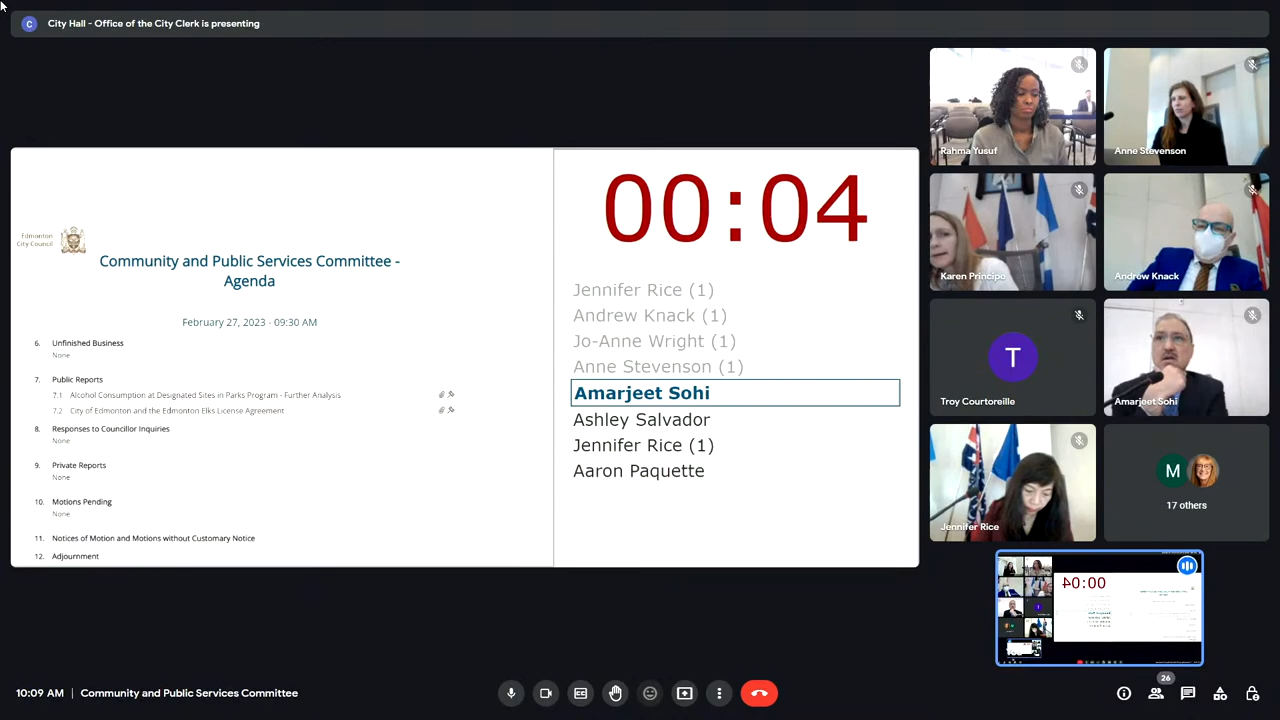 C City Hall - Office of the City Clerk is presenting
Edmonton
City Council
Community and Public Services Committee -
Agenda
February 27, 2023 - 09:30 AM
6. Unfinished Business
None
7. Public Reports
7.1 Alcohol Consumption at Designated Sites in Parks Program - Further Analysis
7.2 City of Edmonton and the Edmonton Elks License Agreement
8. Responses to Councillor Inquiries
None
9. Private Reports
None
10. Motions Pending
None
11. Notices of Motion and Motions without Customary Notice
12. Adjournment
00:04
Jennifer Rice (1)
Andrew Knack (1)
Jo-Anne Wright (1)
Anne Stevenson (1)
Amarjeet Sohi
Ashley Salvador
Jennifer Rice (1)
Aaron Paquette
Rahma Yusuf
Anne Stevenson
Karen Principe
Andrew Knack
T
Troy Courtoreille
Amarjeet Sohi
Jennifer Rice
M
17 others
00:04
10:09 AM | Community and Public Services Committee
26